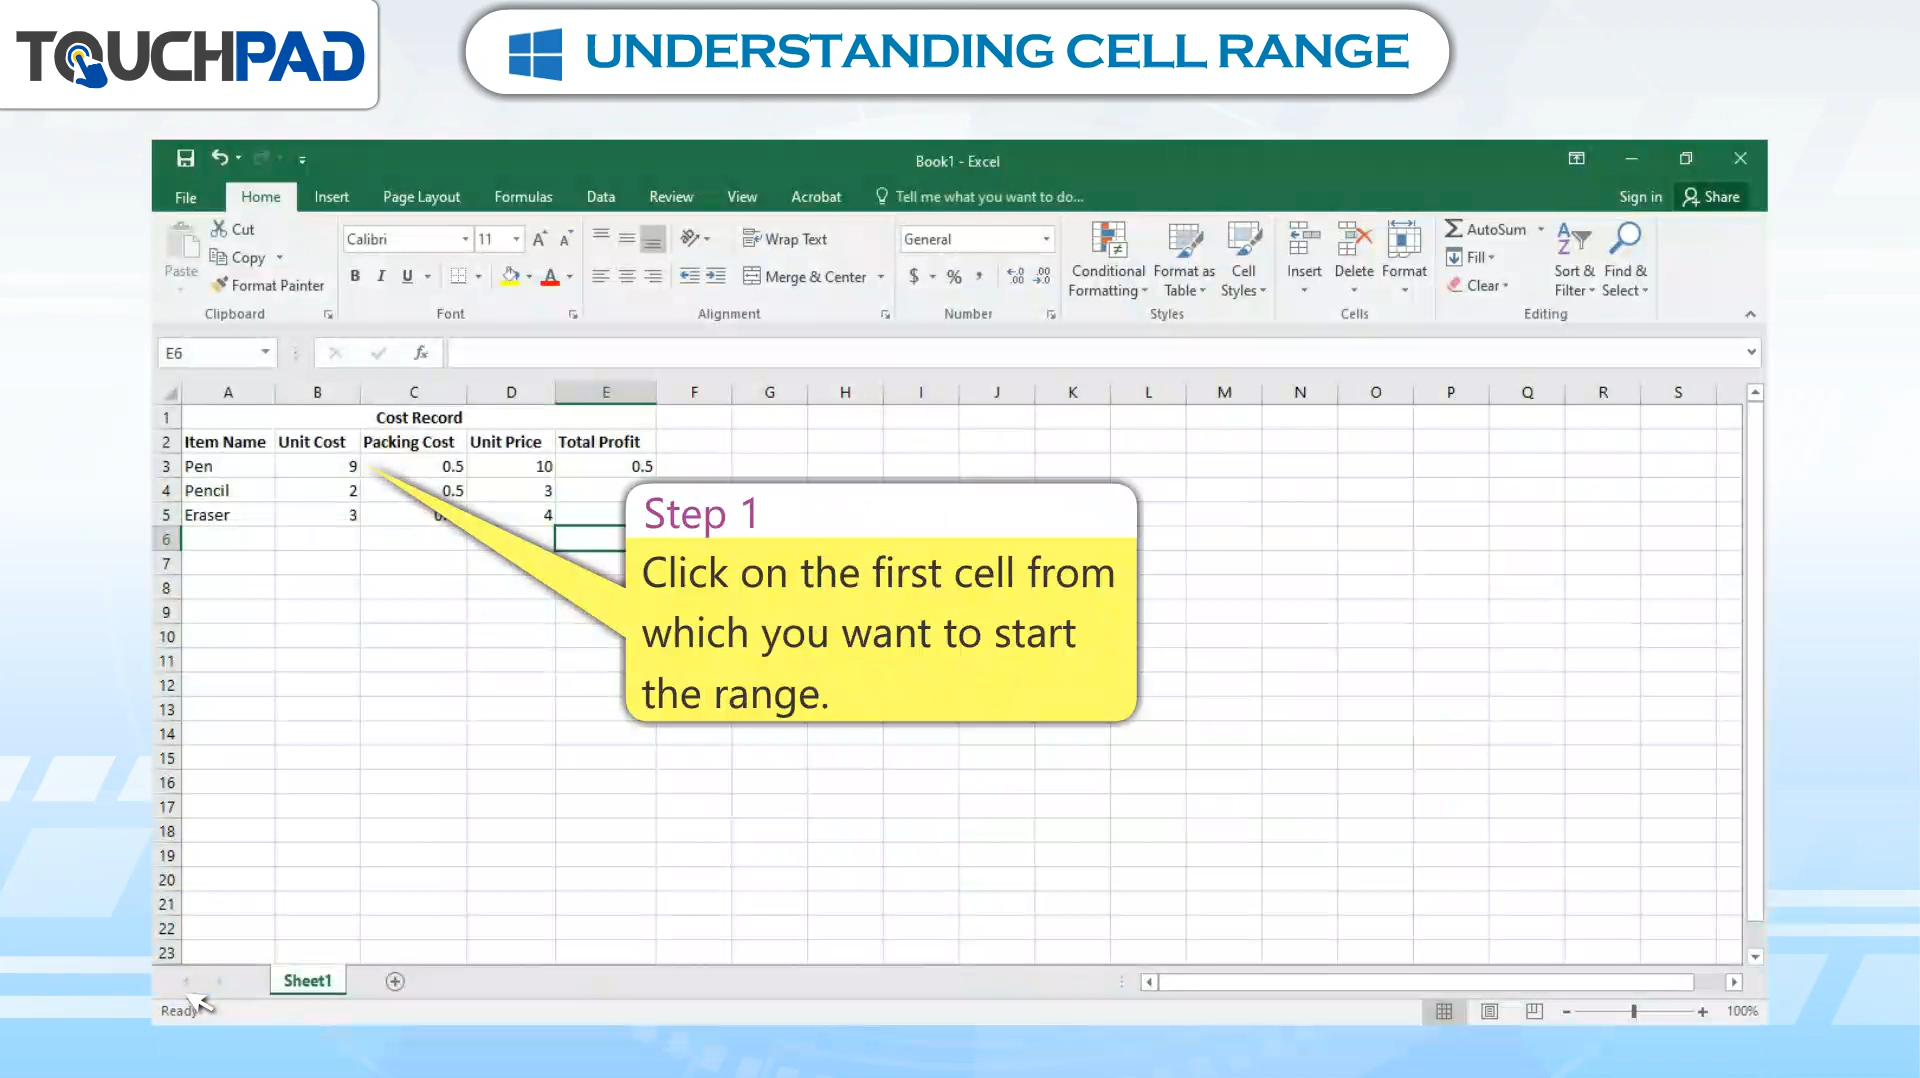 TOUCHPAD
UNDERSTANDING CELL RANGE
Book1 - Excel
File Home Insert Page Layout Formulas Data Review View Acrobat Tell me what you want to do... Sign in Share
Paste
Cut
Copy
Format Painter
Clipboard
Calibri 11
B I U
Font
Wrap Text
Merge & Center
Alignment
General
$ %
Number
Conditional Formatting
Format as Table
Cell Styles
Styles
Insert Delete Format
Cells
AutoSum
Fill
Clear
Sort & Filter
Find & Select
Editing
E6
fx
A B C D E F G H I J K L M N O P Q R S
1 Cost Record
2 Item Name Unit Cost Packing Cost Unit Price Total Profit
3 Pen 9 0.5 10 0.5
4 Pencil 2 0.5 3
5 Eraser 3 4
6
7
8
9
10
11
12
13
14
15
16
17
18
19
20
21
22
23
Step 1
Click on the first cell from
which you want to start
the range.
Sheet1
Ready
100%